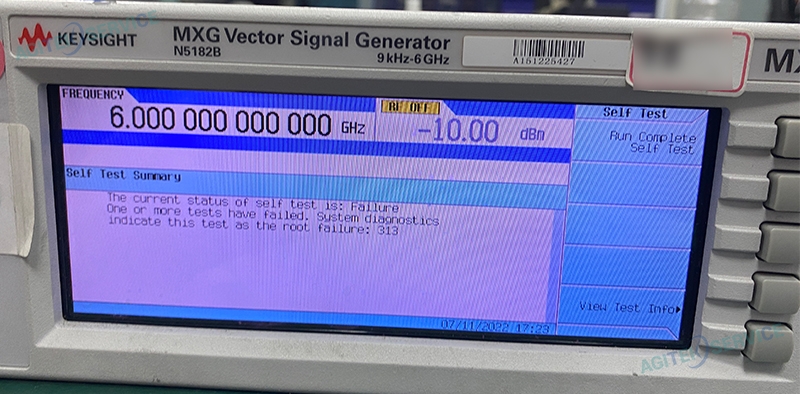 KEYSIGHT
MXG Vector Signal Generator
N5182B
9 kHz-6 GHz
A151225427
MX
FREQUENCY
6.000 000 000 000 GHz
RF OFF
-10.00 dBm
Self Test
Run Complete
Self Test
Self Test Summary
The current status of self test is: Failure
One or more tests have failed. System diagnostics
indicate this test as the root failure: 313
View Test Info
07/11/2022 17:23